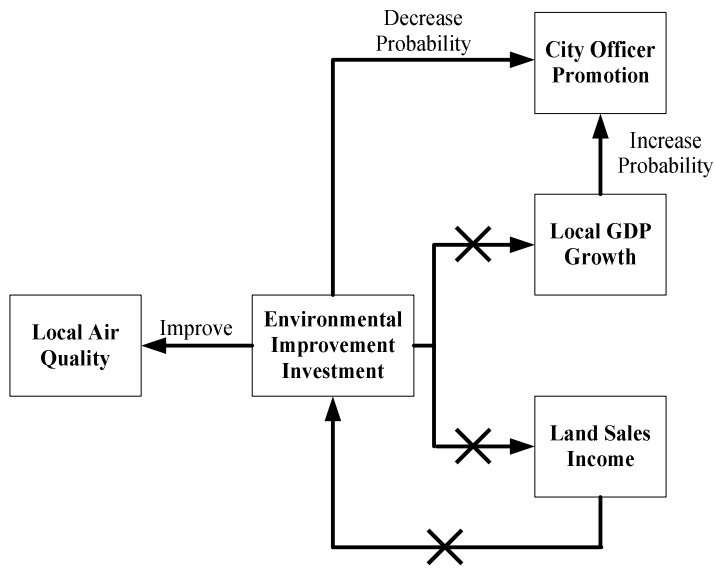 Decrease
Probability
City Officer
Promotion
Increase
Probability
Local GDP
Growth
Local Air
Quality
Improve
Environmental
Improvement
Investment
Land Sales
Income